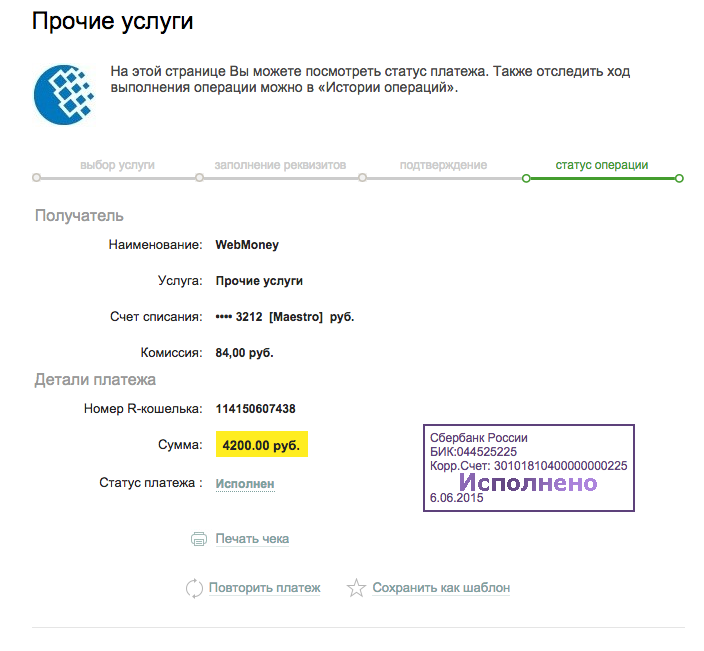 Прочие услуги
На этой странице Вы можете посмотреть статус платежа. Также отследить ход
выполнения операции можно в «Истории операций».
выбор услуги заполнение реквизитов подтверждение статус операции
Получатель
Наименование: WebMoney
Услуга: Прочие услуги
Счет списания: •••• 3212 [Maestro] руб.
Комиссия: 84,00 руб.
Детали платежа
Номер R-кошелька: 114150607438
Сумма: 4200.00 руб.
Статус платежа : Исполнен
Сбербанк России
БИК:044525225
Корр.Счет: 30101810400000000225
Исполнено
6.06.2015
Печать чека
Повторить платеж Сохранить как шаблон